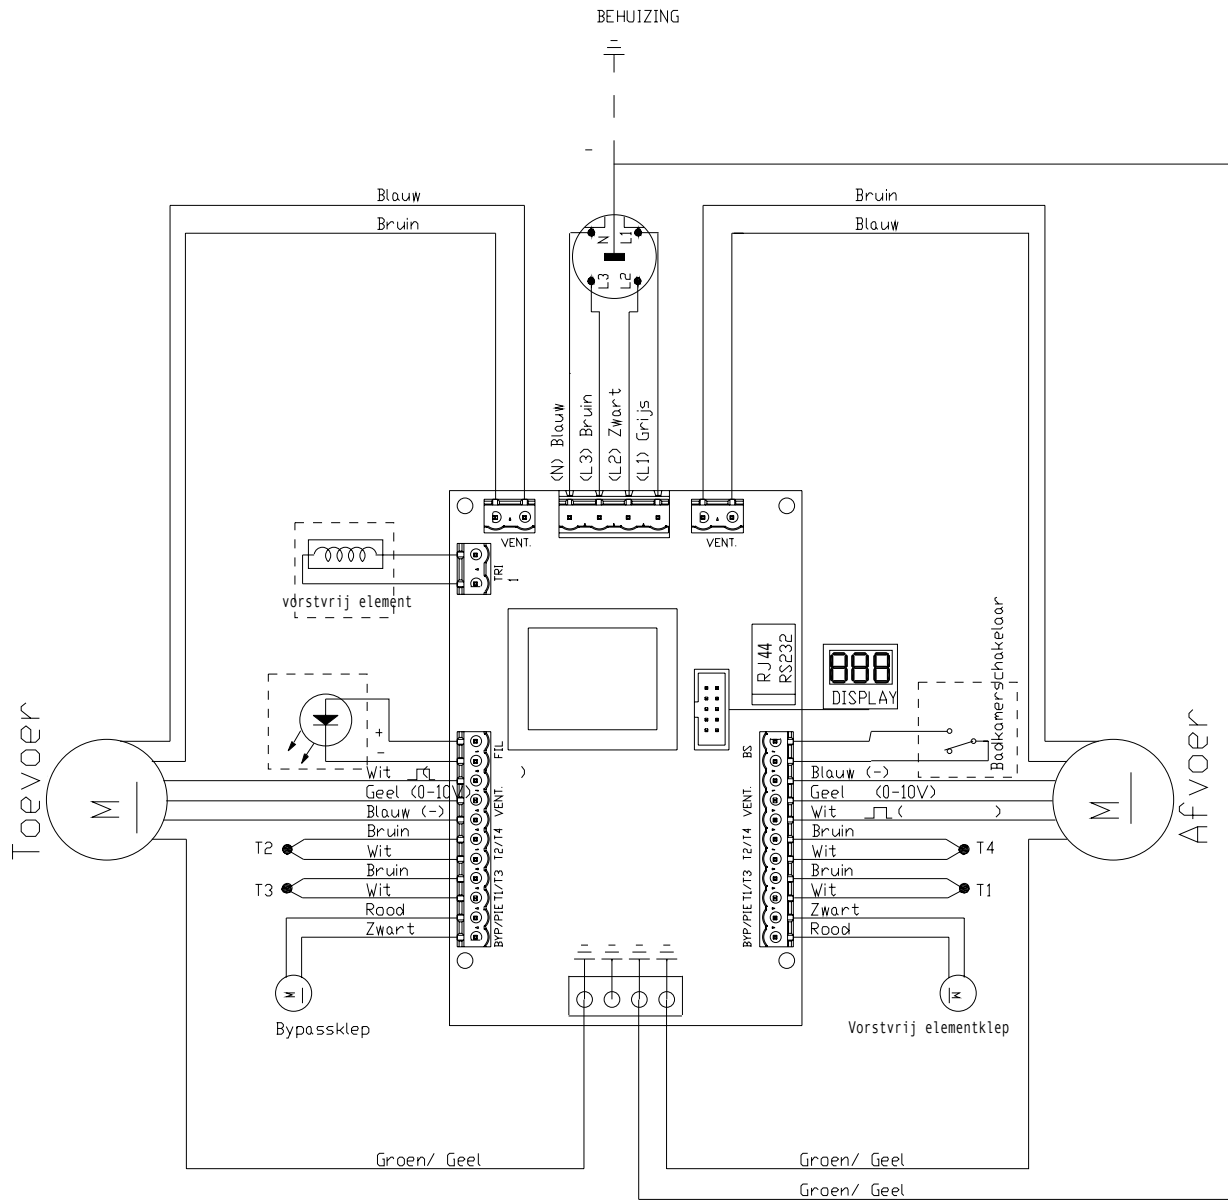 BEHUIZING
Blauw
Bruin
Bruin
Blauw
N
L1
L3
L2
(N) Blauw
(L3) Bruin
(L2) Zwart
(L1) Grijs
VENT.
VENT.
TRI
1
vorstvrij element
RJ44
RS232
DISPLAY
Badkamerschakelaar
Toevoer
M
Afvoer
M
+
-
FIL
BS
Wit ( )
Geel (0-10V)
Blauw (-)
VENT.
Bruin
Wit
T2/T4
T2
Bruin
Wit
T1/T3
T3
Rood
Zwart
BYP/PIE
Blauw (-)
Geel (0-10V)
Wit ( )
VENT.
Bruin
Wit
T2/T4
T4
Bruin
Wit
T1/T3
T1
Zwart
Rood
BYP/PIE
M
Bypassklep
M
Vorstvrij elementklep
Groen/ Geel
Groen/ Geel
Groen/ Geel